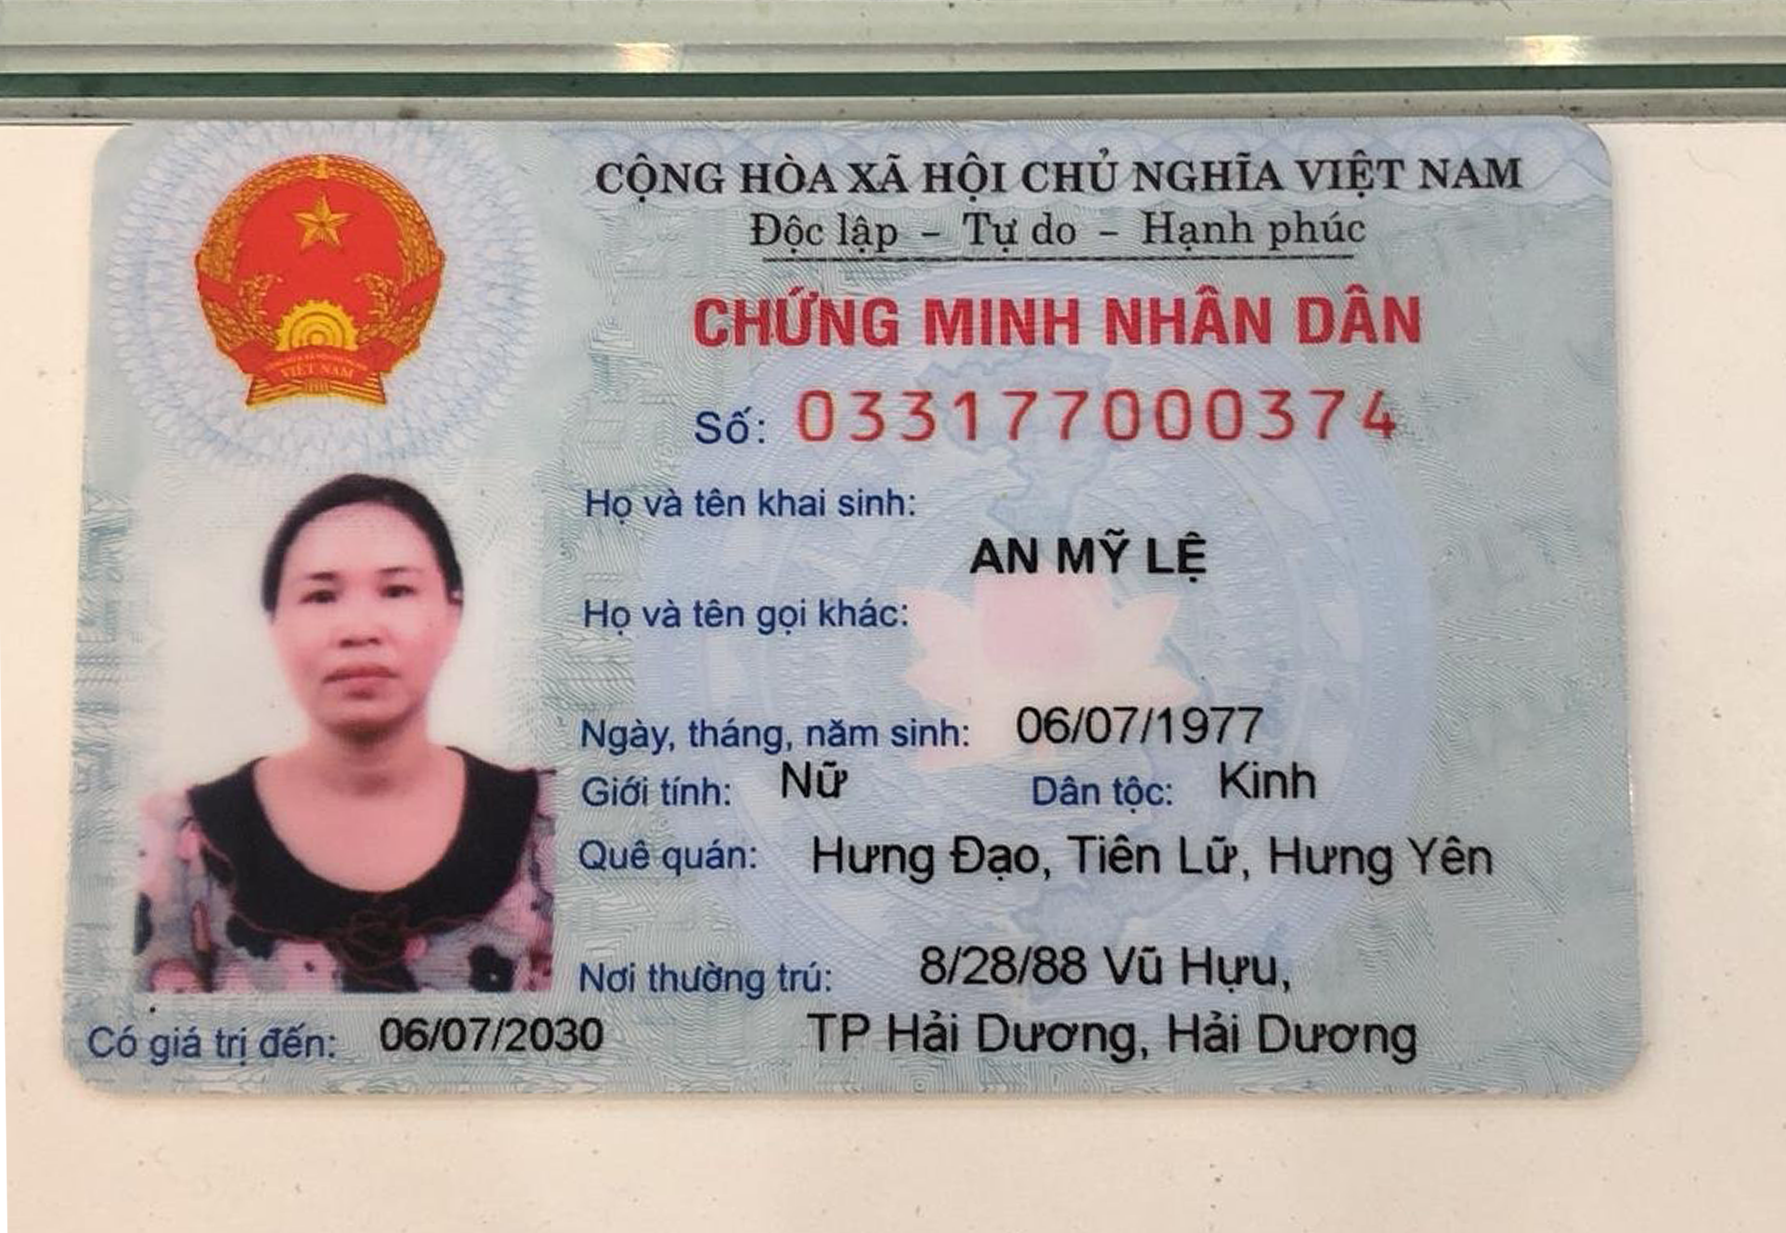 CỘNG HÒA XÃ HỘI CHỦ NGHĨA VIỆT NAM
Độc lập – Tự do – Hạnh phúc
VIỆT NAM
CHỨNG MINH NHÂN DÂN
Số: 033177000374
Họ và tên khai sinh:
AN MỸ LỆ
Họ và tên gọi khác:
Ngày, tháng, năm sinh: 06/07/1977
Giới tính: Nữ Dân tộc: Kinh
Quê quán: Hưng Đạo, Tiên Lữ, Hưng Yên
Nơi thường trú: 8/28/88 Vũ Hựu,
TP Hải Dương, Hải Dương
Có giá trị đến: 06/07/2030